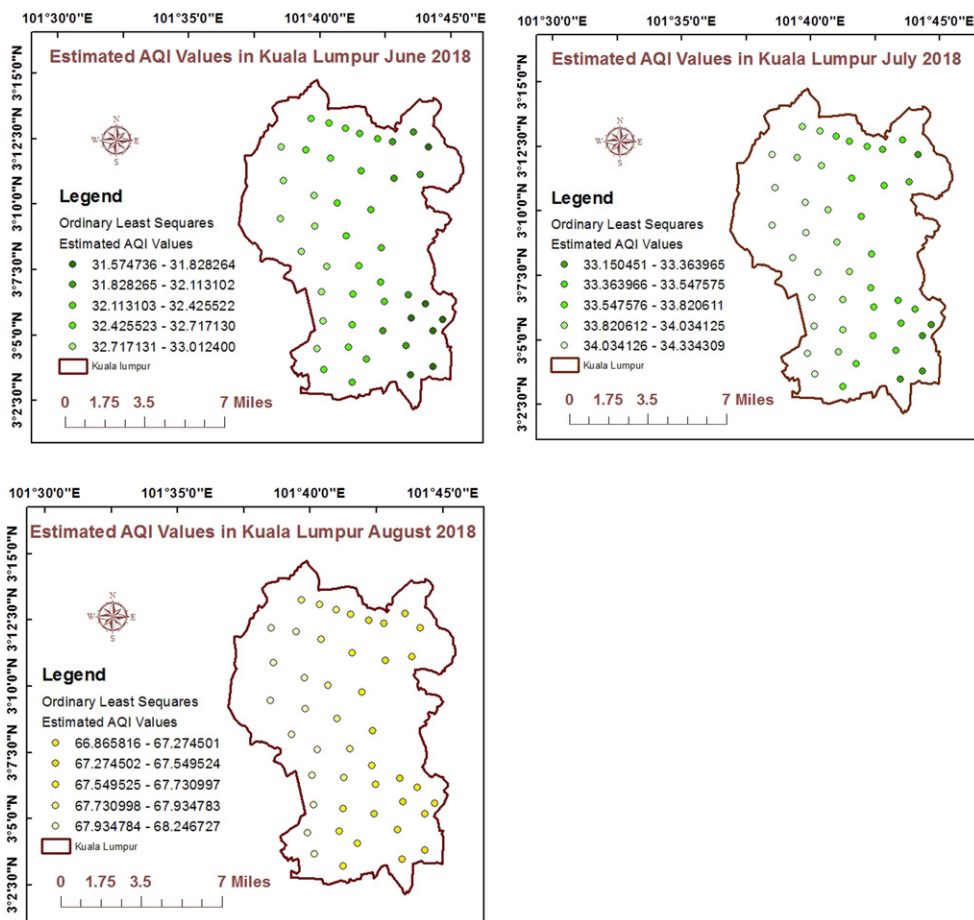 101°30'0"E 101°35'0"E 101°40'0"E 101°45'0"E
Estimated AQI Values in Kuala Lumpur June 2018
3°15'0"N
3°12'30"N
3°10'0"N
3°7'30"N
3°5'0"N
3°2'30"N
N
W E
S
Legend
Ordinary Least Sequares
Estimated AQI Values
31.574736 - 31.828264
31.828265 - 32.113102
32.113103 - 32.425522
32.425523 - 32.717130
32.717131 - 33.012400
Kuala lumpur
0 1.75 3.5 7 Miles
101°30'0"E 101°35'0"E 101°40'0"E 101°45'0"E
Estimated AQI Values in Kuala Lumpur July 2018
3°15'0"N
3°12'30"N
3°10'0"N
3°7'30"N
3°5'0"N
3°2'30"N
N
W E
S
Legend
Ordinary Least Sequares
Estimated AQI Values
33.150451 - 33.363965
33.363966 - 33.547575
33.547576 - 33.820611
33.820612 - 34.034125
34.034126 - 34.334309
Kuala lumpur
0 1.75 3.5 7 Miles
101°30'0"E 101°35'0"E 101°40'0"E 101°45'0"E
Estimated AQI Values in Kuala Lumpur August 2018
3°15'0"N
3°12'30"N
3°10'0"N
3°7'30"N
3°5'0"N
3°2'30"N
N
W E
S
Legend
Ordinary Least Sequares
Estimated AQI Values
66.865816 - 67.274501
67.274502 - 67.549524
67.549525 - 67.730997
67.730998 - 67.934783
67.934784 - 68.246727
Kuala Lumpur
0 1.75 3.5 7 Miles